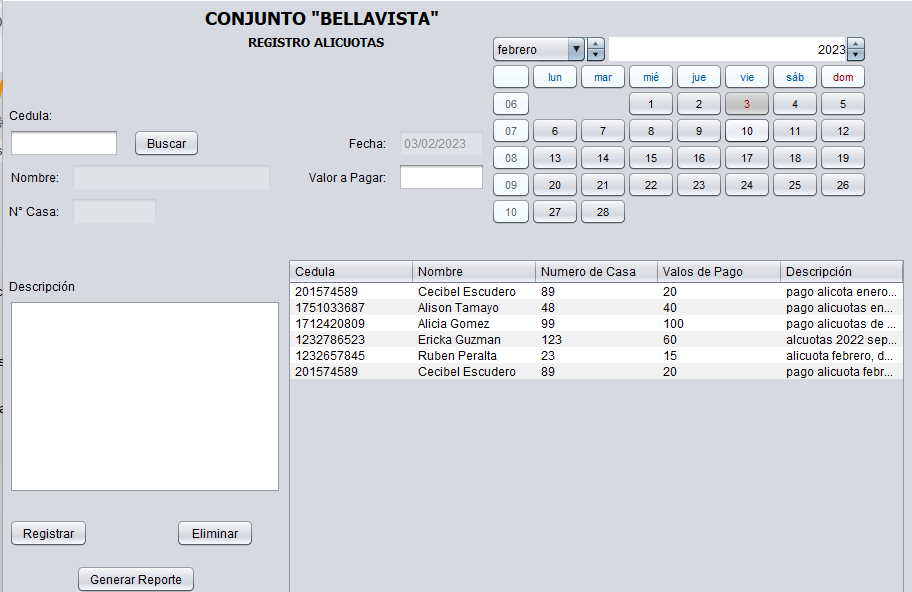 CONJUNTO "BELLAVISTA"
REGISTRO ALICUOTAS
febrero 2023
lun mar mié jue vie sáb dom
06 1 2 3 4 5
07 6 7 8 9 10 11 12
08 13 14 15 16 17 18 19
09 20 21 22 23 24 25 26
10 27 28
Cedula:
Buscar
Fecha: 03/02/2023
Nombre:
Valor a Pagar:
N° Casa:
Descripción
Cedula Nombre Numero de Casa Valos de Pago Descripción
201574589 Cecibel Escudero 89 20 pago alicota enero...
1751033687 Alison Tamayo 48 40 pago alicuotas en...
1712420809 Alicia Gomez 99 100 pago alicuotas de ...
1232786523 Ericka Guzman 123 60 alcuotas 2022 sep...
1232657845 Ruben Peralta 23 15 alicuota febrero, d...
201574589 Cecibel Escudero 89 20 pago alicuota febr...
Registrar
Eliminar
Generar Reporte